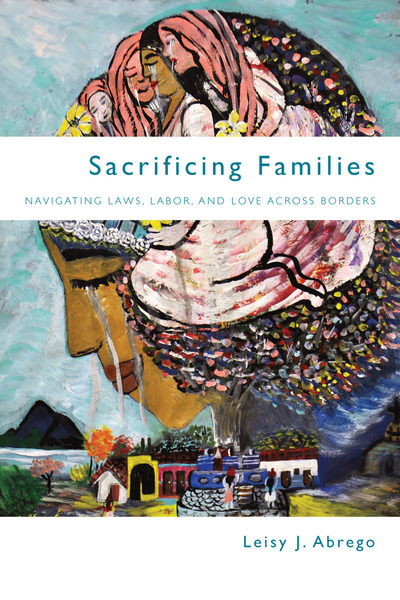 Sacrificing Families
NAVIGATING LAWS, LABOR, AND LOVE ACROSS BORDERS
Leisy J. Abrego